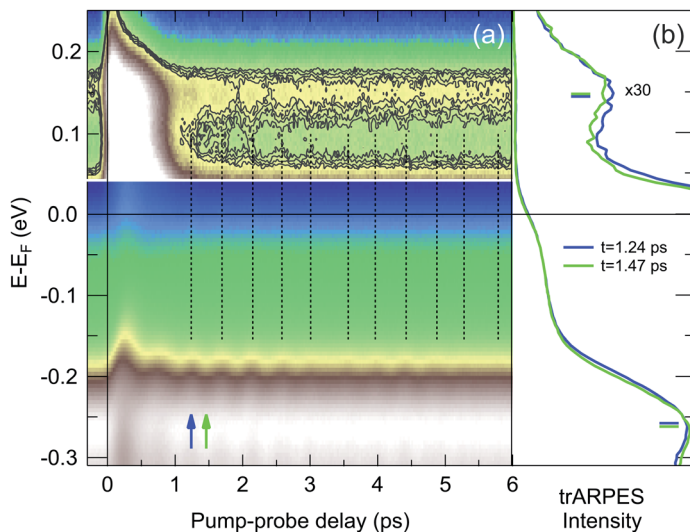 (a)
(b)
0.2
0.1
0.0
-0.1
-0.2
-0.3
E-E_F (eV)
0 1 2 3 4 5 6
Pump-probe delay (ps)
x30
t=1.24 ps
t=1.47 ps
trARPES
Intensity